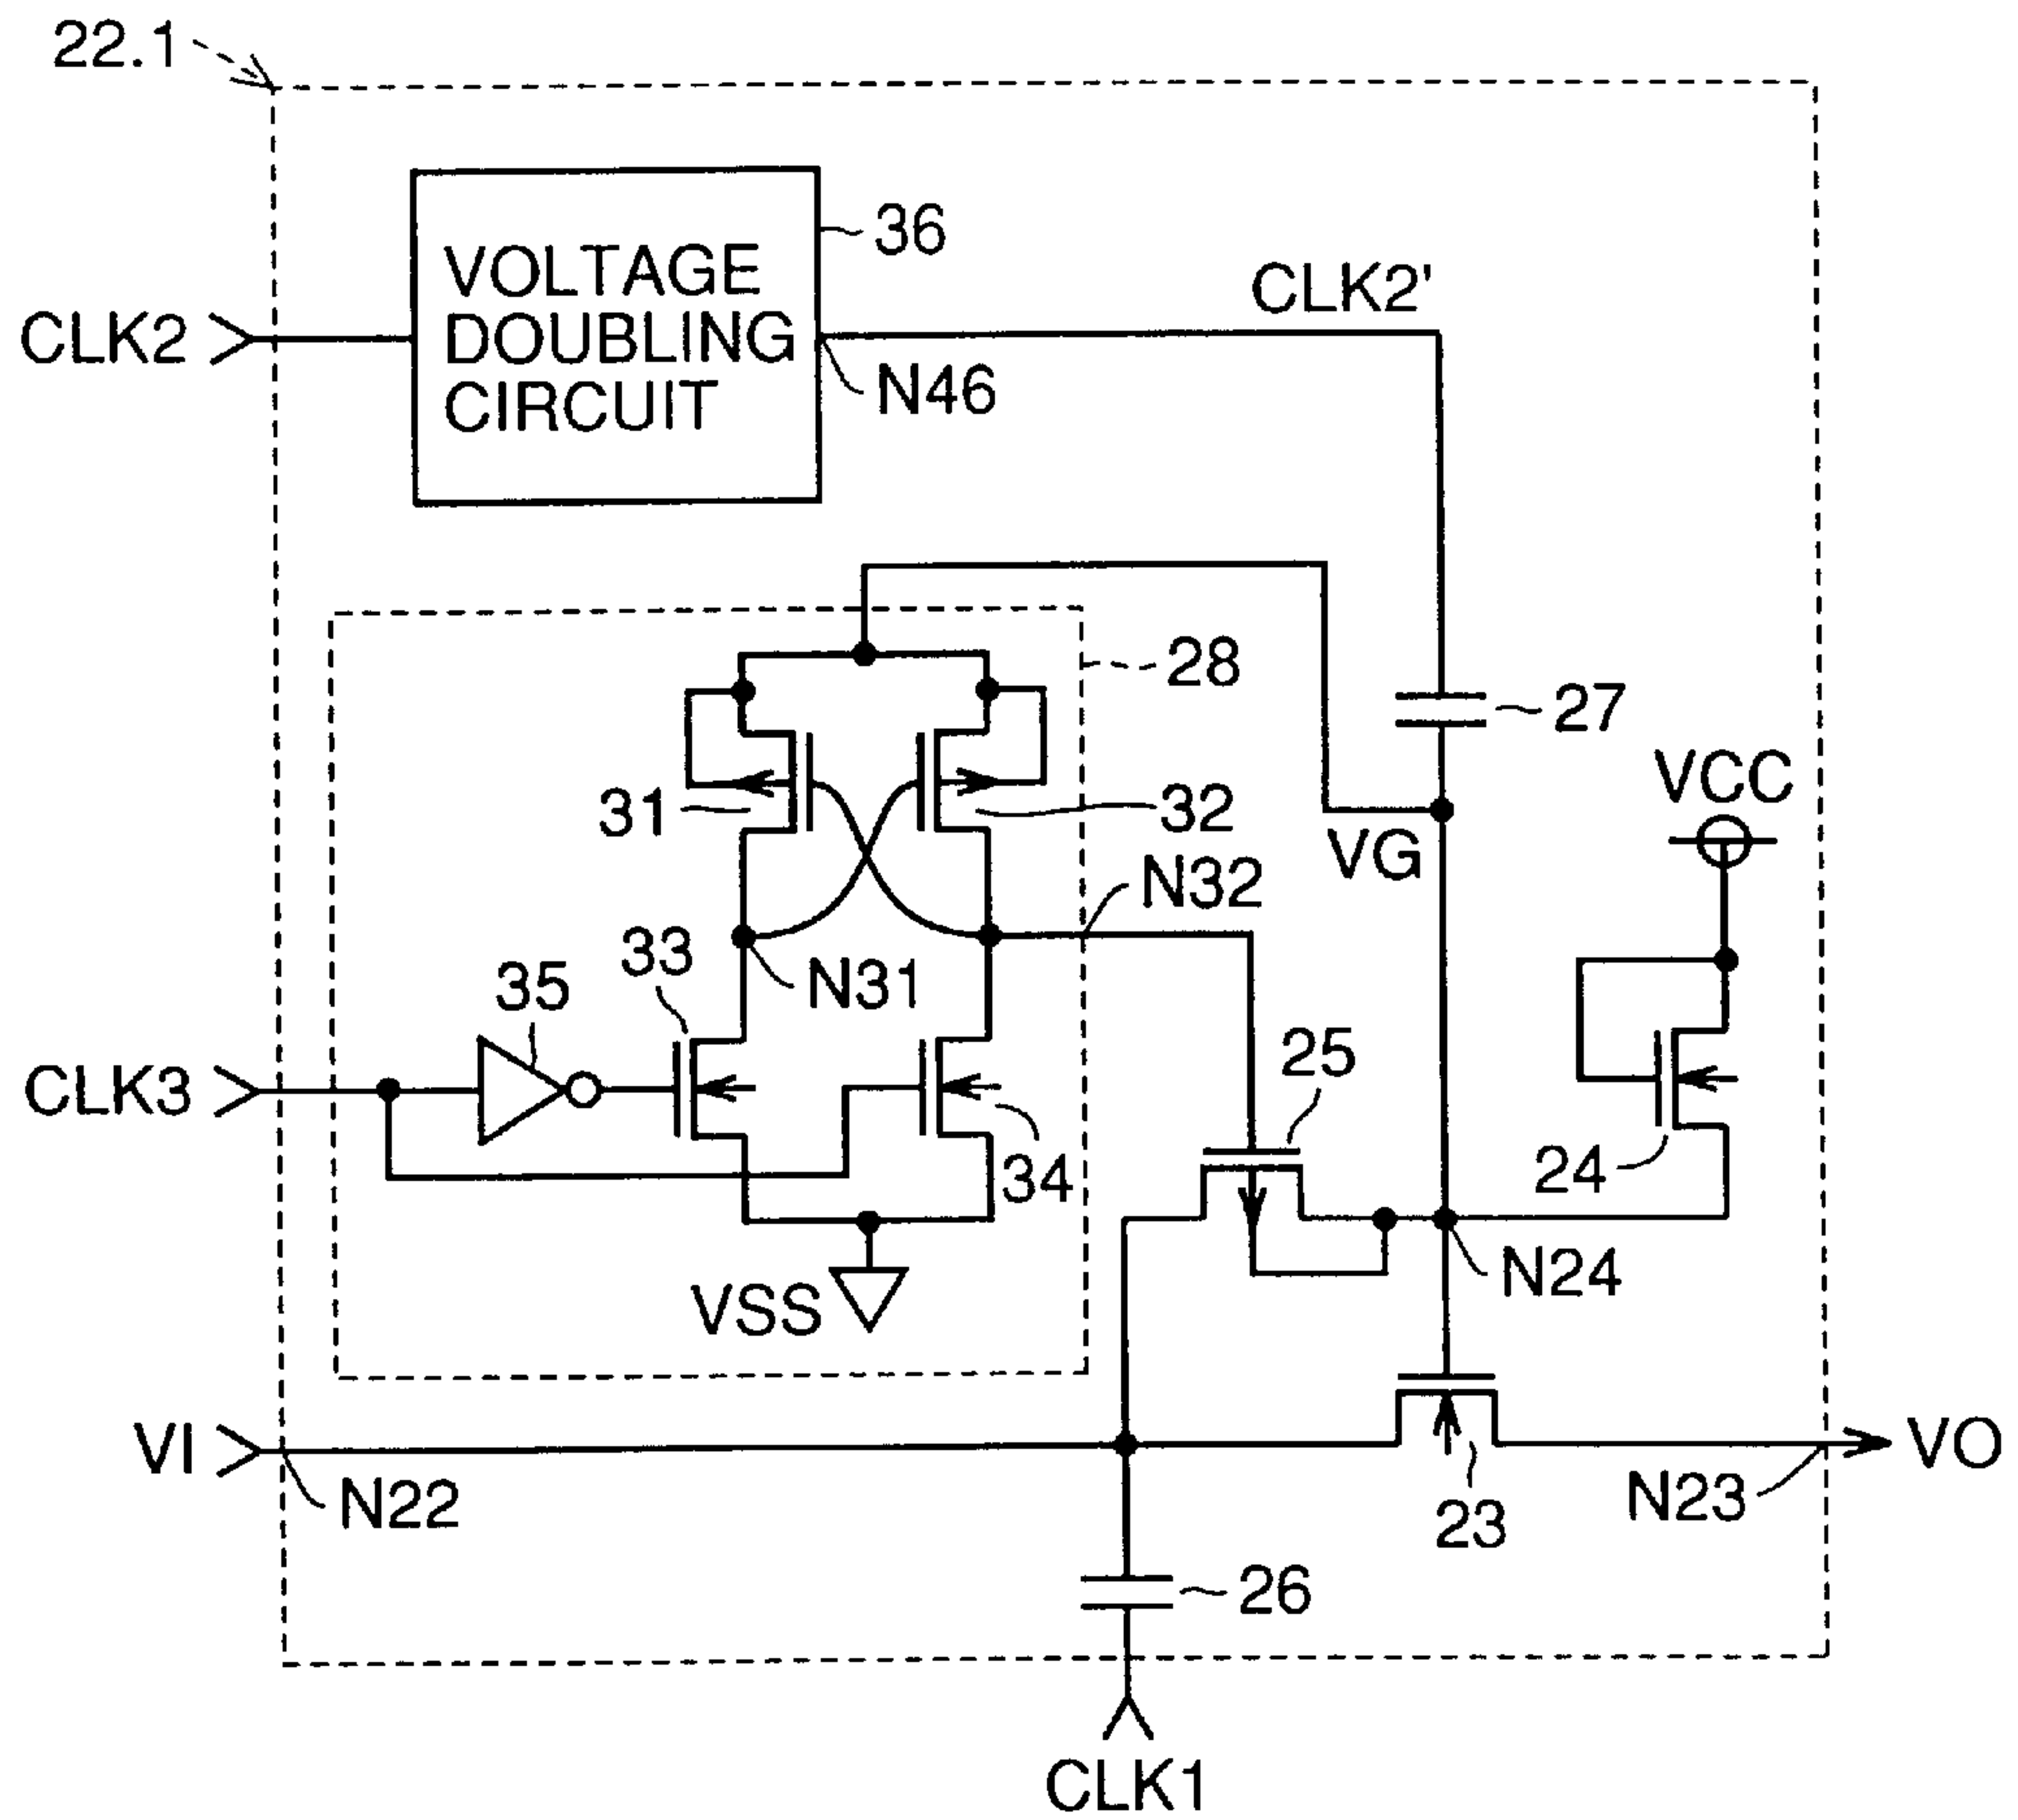 22.1
36
VOLTAGE
DOUBLING
CIRCUIT
CLK2'
CLK2
N46
28
27
VCC
31
32
VG
N32
33
N31
35
25
CLK3
34
24
N24
VSS
VI
VO
N22
N23
23
26
CLK1